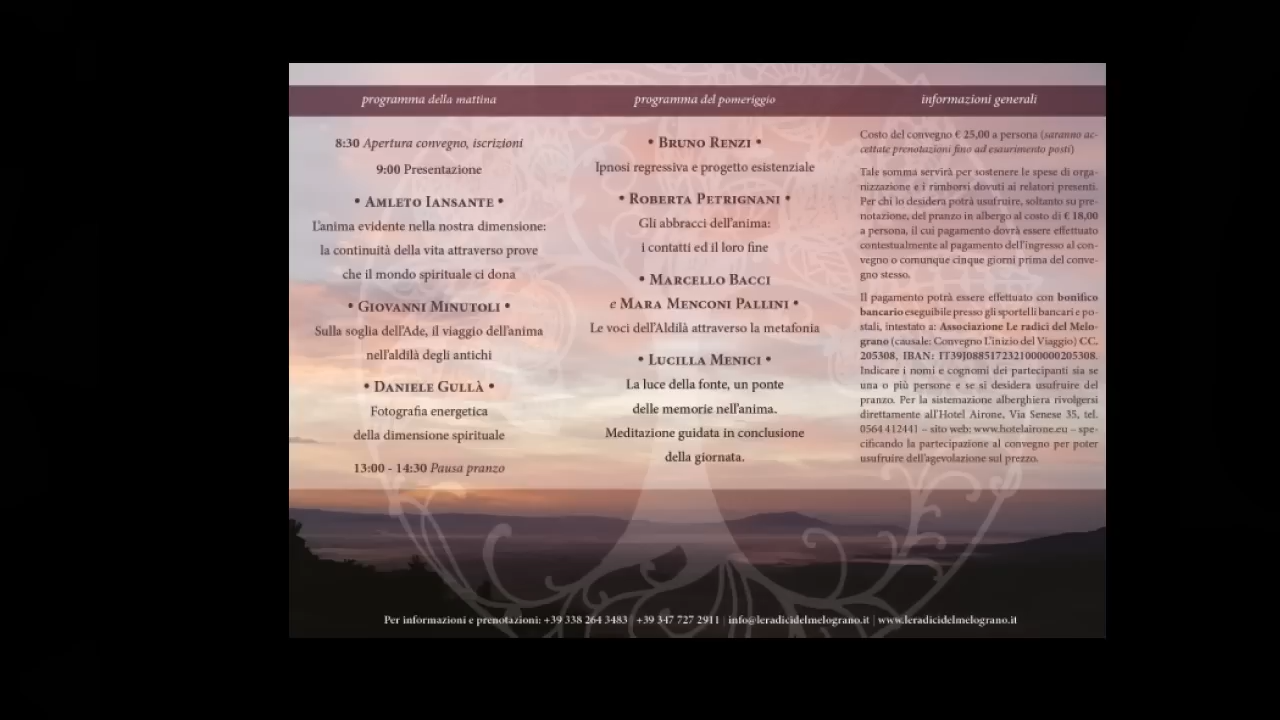 programma della mattina
8:30 Apertura convegno, iscrizioni
9:00 Presentazione
• Amleto Iansante •
L'anima evidente nella nostra dimensione:
la continuità della vita attraverso prove
che il mondo spirituale ci dona
• Giovanni Minutoli •
Sulla soglia dell'Ade, il viaggio dell'anima
nell'aldilà degli antichi
• Daniele Gullà •
Fotografia energetica
della dimensione spirituale
13:00 - 14:30 Pausa pranzo
programma del pomeriggio
• Bruno Renzi •
Ipnosi regressiva e progetto esistenziale
• Roberta Petrignani •
Gli abbracci dell'anima:
i contatti ed il loro fine
• Marcello Bacci
e Mara Menconi Pallini •
Le voci dell'Aldilà attraverso la metafonia
• Lucilla Menici •
La luce della fonte, un ponte
delle memorie nell'anima.
Meditazione guidata in conclusione
della giornata.
informazioni generali
Costo del convegno € 25,00 a persona (saranno ac-
cettate prenotazioni fino ad esaurimento posti)
Tale somma servirà per sostenere le spese di orga-
nizzazione e i rimborsi dovuti ai relatori presenti.
Per chi lo desidera potrà usufruire, soltanto su pre-
notazione, del pranzo in albergo al costo di € 18,00
a persona, il cui pagamento dovrà essere effettuato
contestualmente al pagamento dell'ingresso al con-
vegno o comunque cinque giorni prima del conve-
gno stesso.
Il pagamento potrà essere effettuato con bonifico
bancario eseguibile presso gli sportelli bancari e po-
stali, intestato a: Associazione Le radici del Melo-
grano (causale: Convegno L'inizio del Viaggio) CC.
205308, IBAN: IT39J0885172321000000205308.
Indicare i nomi e cognomi dei partecipanti sia se
una o più persone e se si desidera usufruire del
pranzo. Per la sistemazione alberghiera rivolgersi
direttamente all'Hotel Airone, Via Senese 35, tel.
0564 412441 – sito web: www.hotelairone.eu – spe-
cificando la partecipazione al convegno per poter
usufruire dell'agevolazione sul prezzo.
Per informazioni e prenotazioni: +39 338 264 3483 | +39 347 727 2911 | info@leradicidelmelograno.it | www.leradicidelmelograno.it